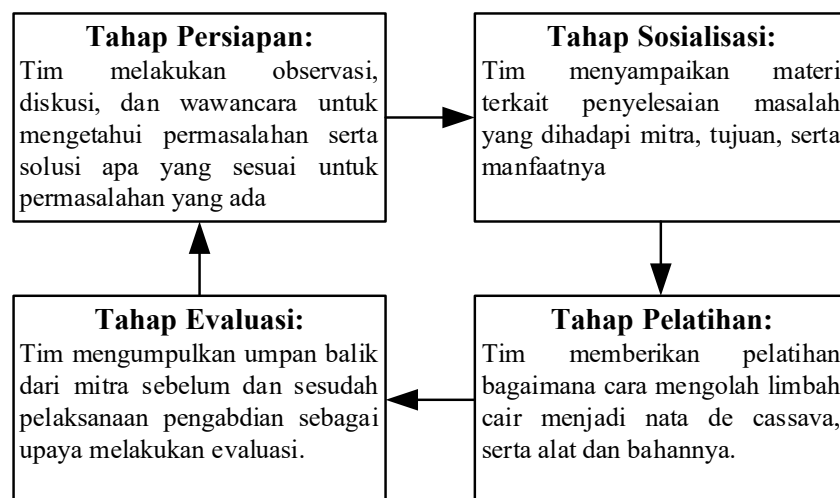 Tahap Persiapan:
Tim melakukan observasi,
diskusi, dan wawancara untuk
mengetahui permasalahan serta
solusi apa yang sesuai untuk
permasalahan yang ada
Tahap Sosialisasi:
Tim menyampaikan materi
terkait penyelesaian masalah
yang dihadapi mitra, tujuan, serta
manfaatnya
Tahap Pelatihan:
Tim memberikan pelatihan
bagaimana cara mengolah limbah
cair menjadi nata de cassava,
serta alat dan bahannya.
Tahap Evaluasi:
Tim mengumpulkan umpan balik
dari mitra sebelum dan sesudah
pelaksanaan pengabdian sebagai
upaya melakukan evaluasi.